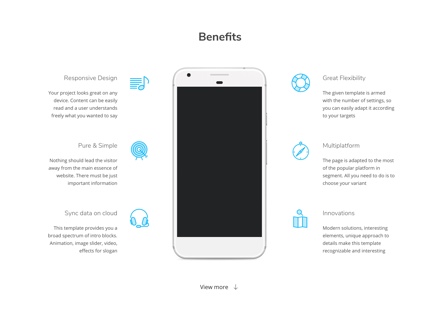 Benefits
Responsive Design
Your project looks great on any
device. Content can be easily
read and a user understands
freely what you wanted to say
Pure & Simple
Nothing should lead the visitor
away from the main essence of
website. There must be just
important information
Sync data on cloud
This template provides you a
broad spectrum of intro blocks.
Animation, image slider, video,
effects for slogan
Great Flexibility
The given template is armed
with the number of settings, so
you can easily adapt it according
to your targets
Multiplatform
The page is adapted to the most
of the popular platform in
segment. All you need to do is to
choose your variant
Innovations
Modern solutions, interesting
elements, unique approach to
details make this template
recognizable and interesting
View more